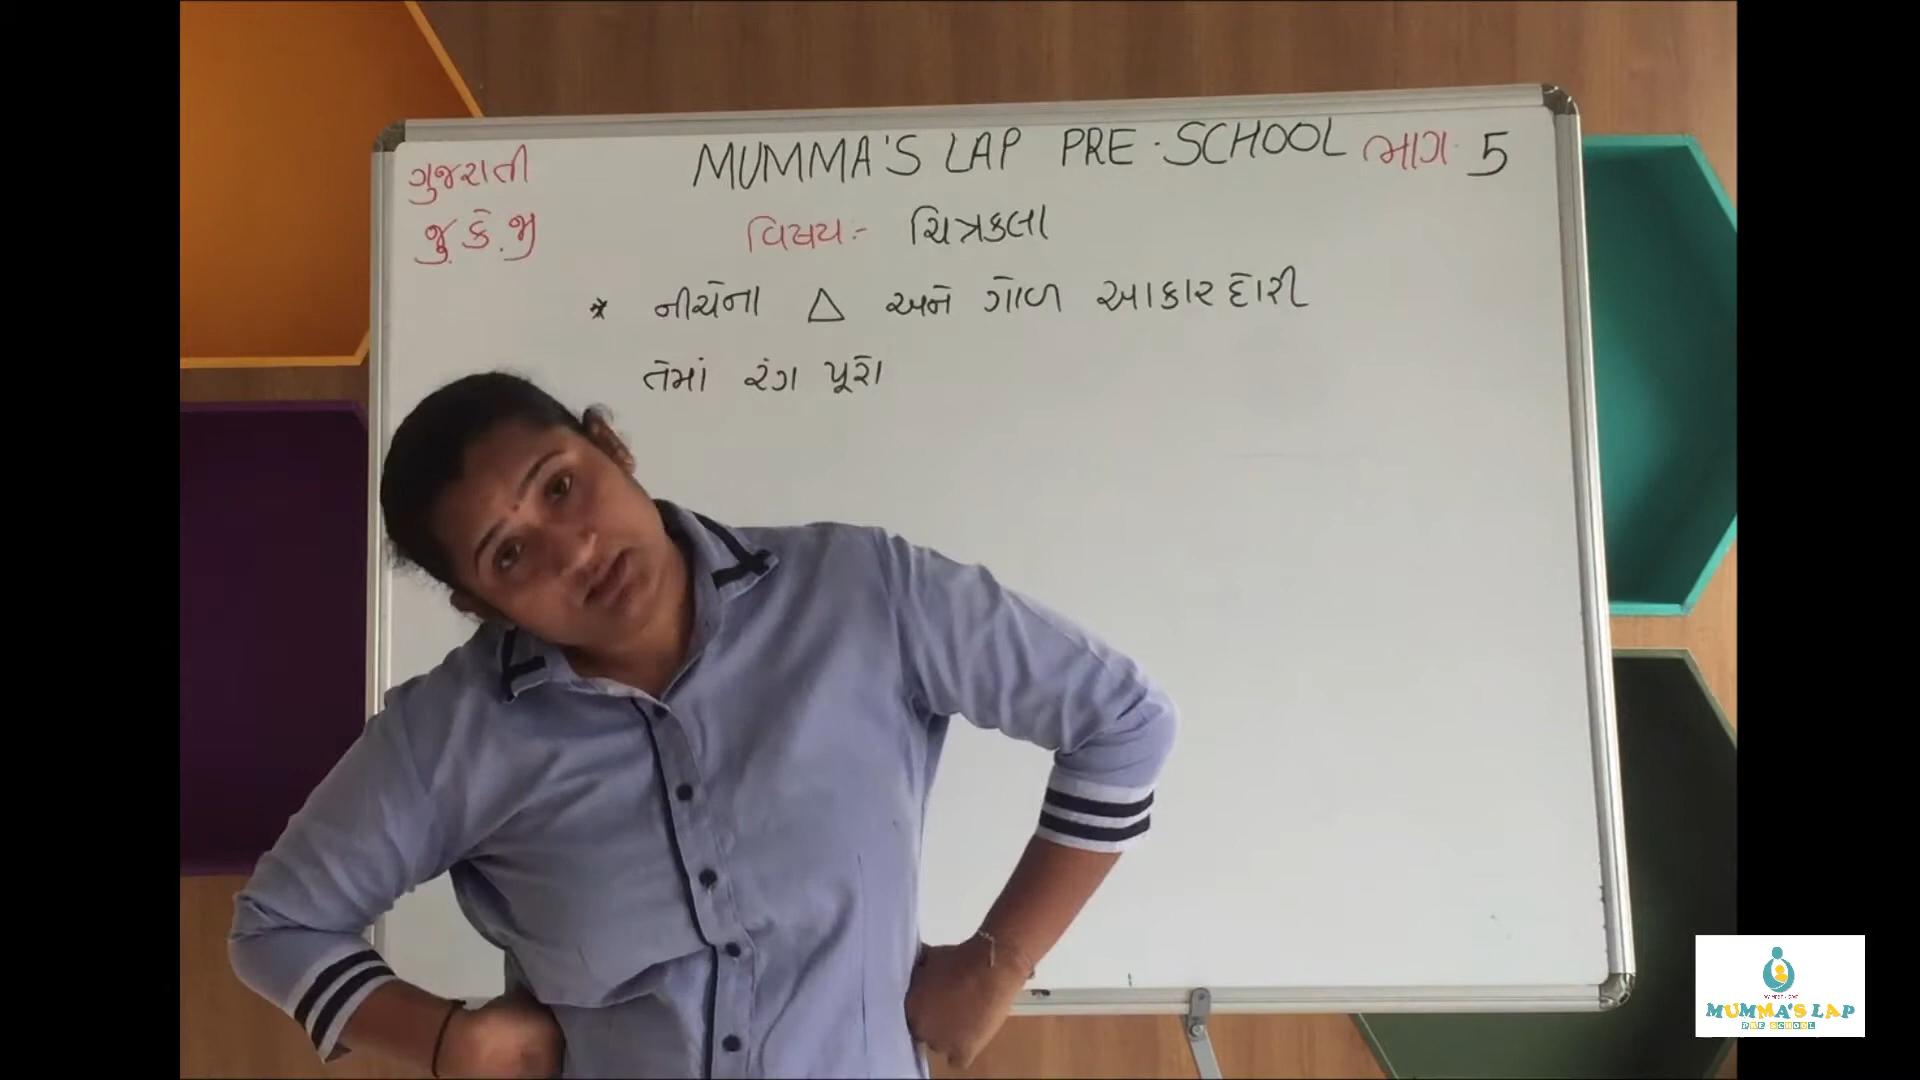 MUMMA'S LAP PRE-SCHOOL
ગુજરાતી
ભાગ 5
જુ.કે.જી
વિષય:- ચિત્રકલા
* નીચેના △ અને ગોળ આકાર દોરી
તેમાં રંગ પૂરો
MUMMA'S LAP
PRE SCHOOL